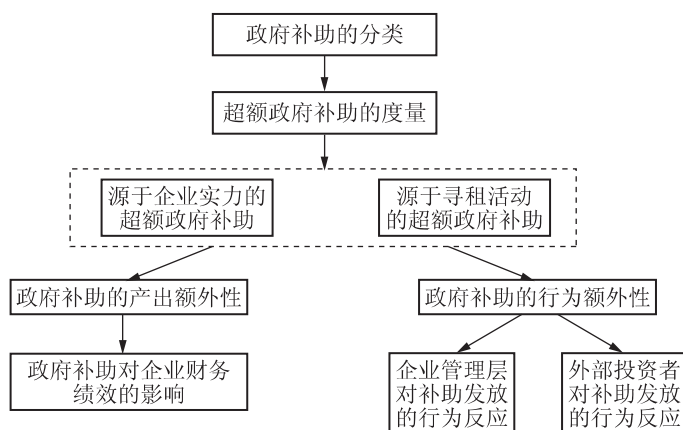 政府补助的分类
超额政府补助的度量
源于企业实力的
超额政府补助
源于寻租活动
的超额政府补助
政府补助的产出额外性
政府补助的行为额外性
政府补助对企业财务
绩效的影响
企业管理层
对补助发放
的行为反应
外部投资者
对补助发放
的行为反应